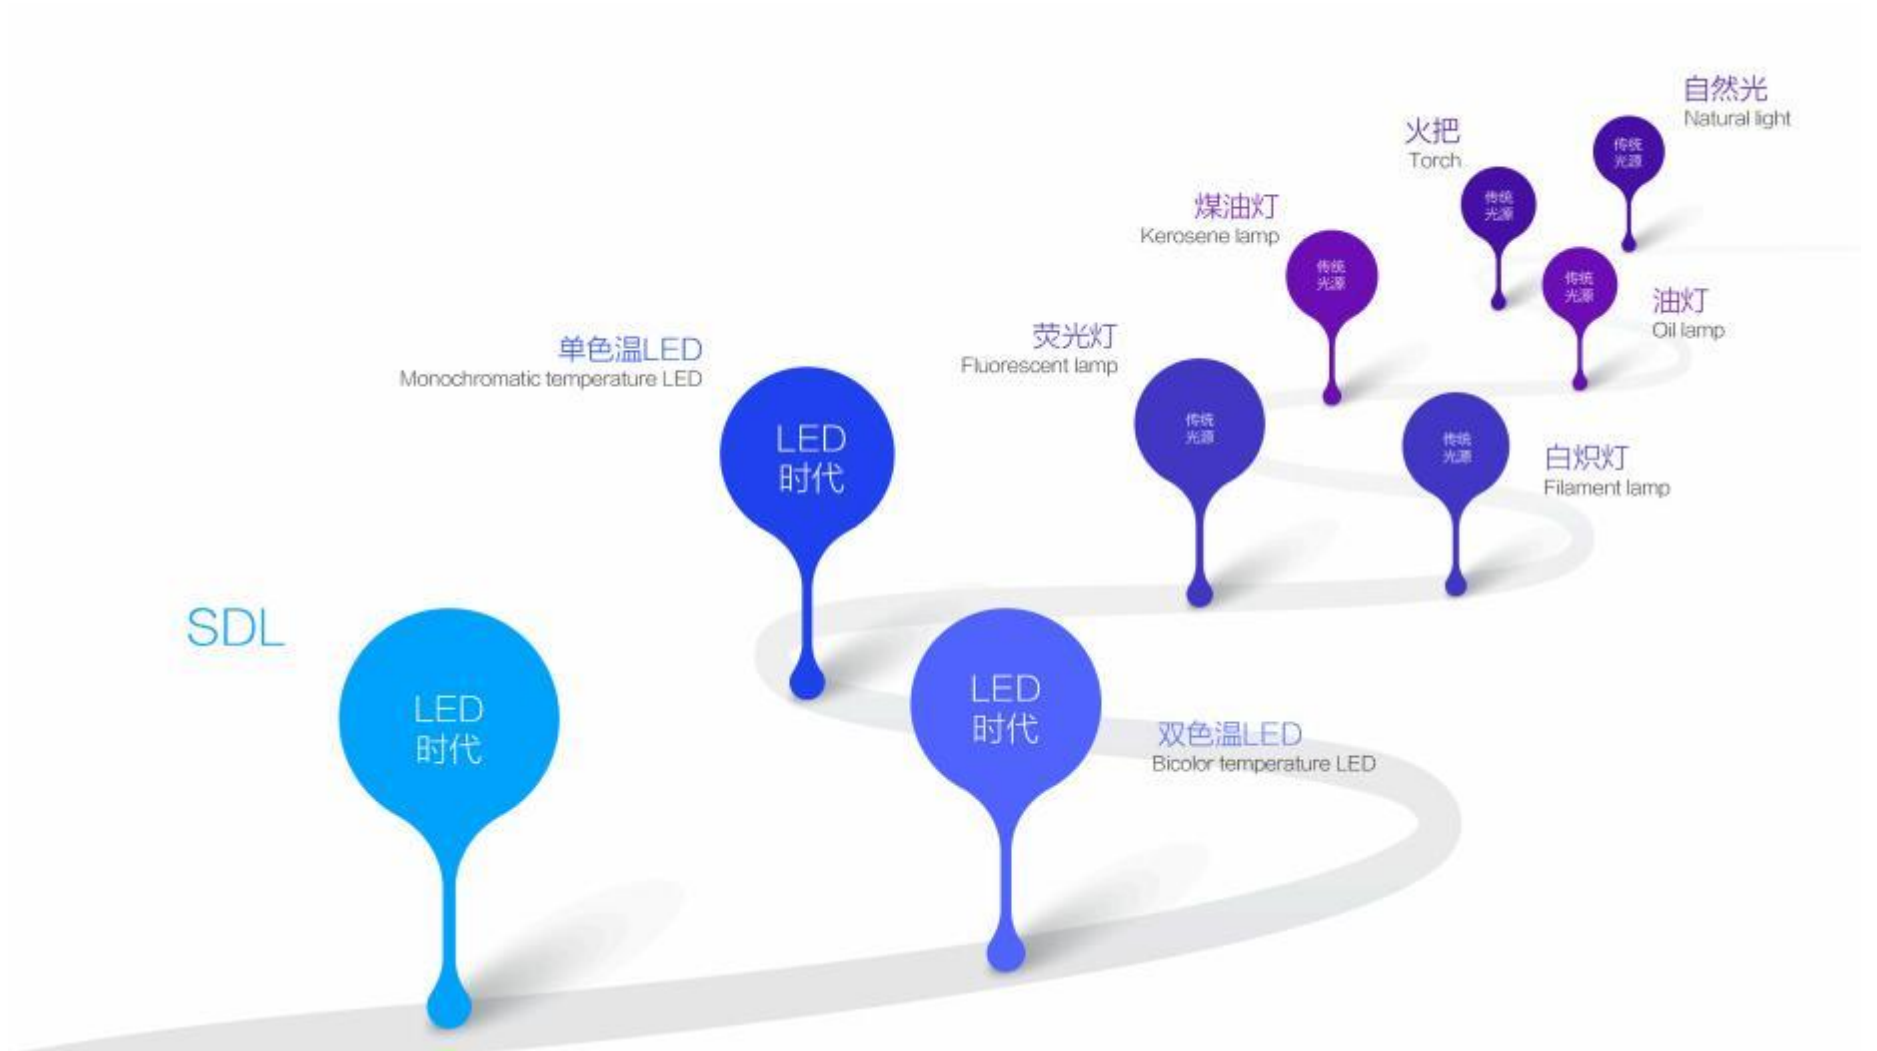 自然光
Natural light
传统
光源
火把
Torch
传统
光源
油灯
Oil lamp
传统
光源
煤油灯
Kerosene lamp
传统
光源
白炽灯
Filament lamp
传统
光源
荧光灯
Fluorescent lamp
传统
光源
单色温LED
Monochromatic temperature LED
LED
时代
双色温LED
Bicolor temperature LED
LED
时代
SDL
LED
时代